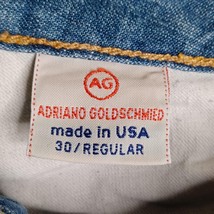 AG
ADRIANO GOLDSCHMIED
made in USA
30/REGULAR